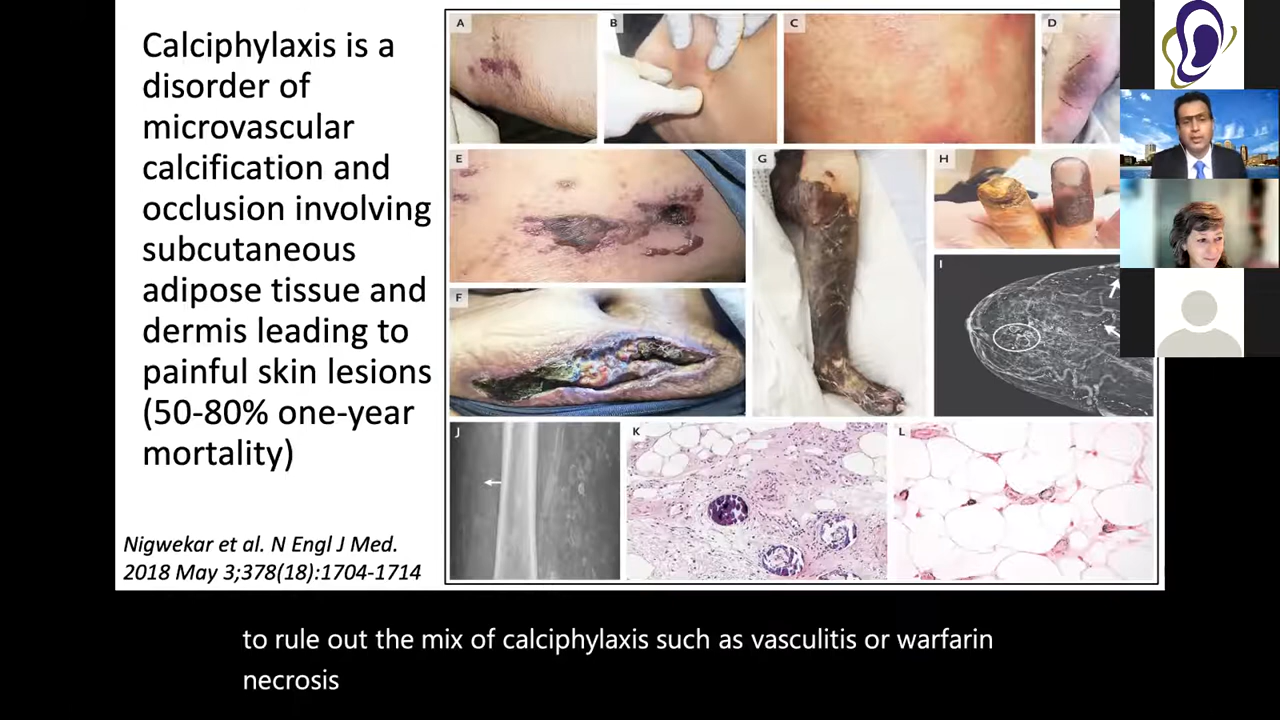 Calciphylaxis is a
disorder of
microvascular
calcification and
occlusion involving
subcutaneous
adipose tissue and
dermis leading to
painful skin lesions
(50-80% one-year
mortality)
Nigwekar et al. N Engl J Med.
2018 May 3;378(18):1704-1714
A
B
C
D
E
F
G
H
I
J
K
L
to rule out the mix of calciphylaxis such as vasculitis or warfarin
necrosis